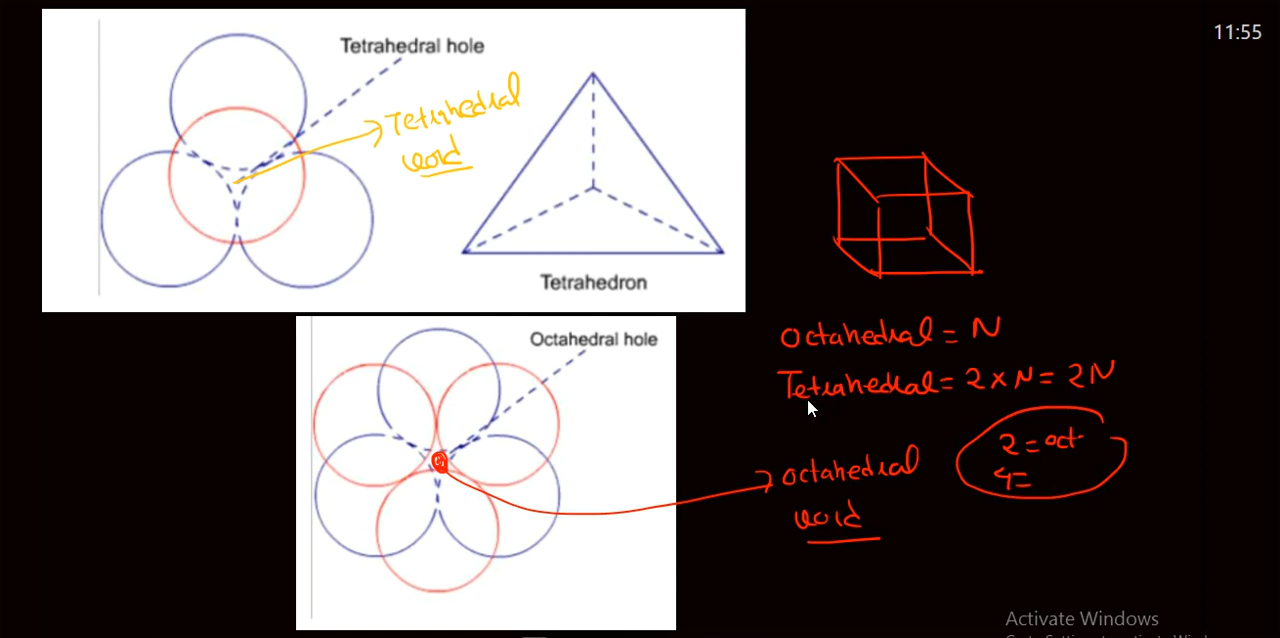 11:55
Tetrahedral hole
Tetrahedral
void
Tetrahedron
Octahedral hole
Octahedral = N
Tetrahedral = 2 × N = 2N
2 = oct.
4 =
octahedral
void
Activate Windows